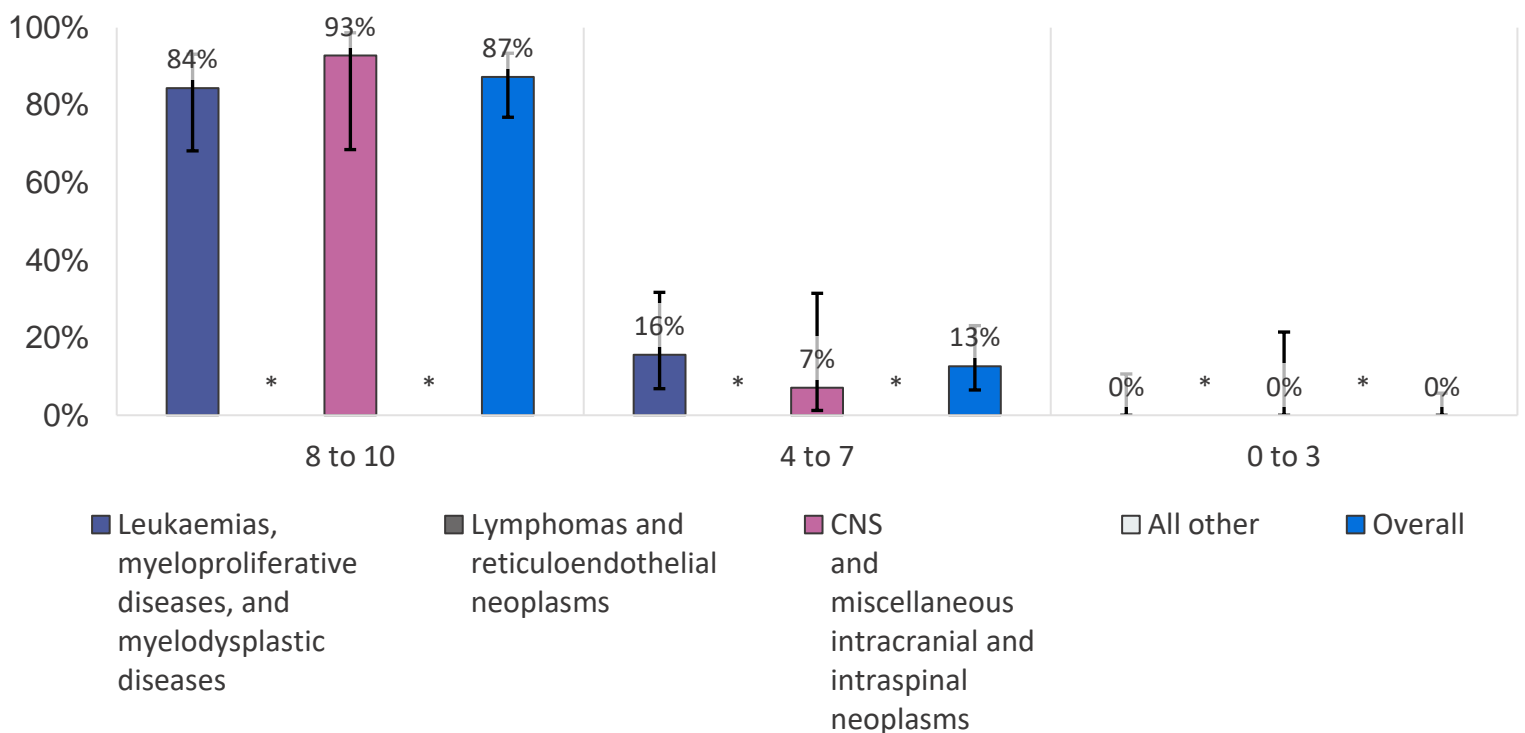 100%
80%
60%
40%
20%
0%
84%
*
93%
*
87%
16%
*
7%
*
13%
0%
*
0%
*
0%
8 to 10
4 to 7
0 to 3
Leukaemias,
myeloproliferative
diseases, and
myelodysplastic
diseases
Lymphomas and
reticuloendothelial
neoplasms
CNS
and
miscellaneous
intracranial and
intraspinal
neoplasms
All other
Overall